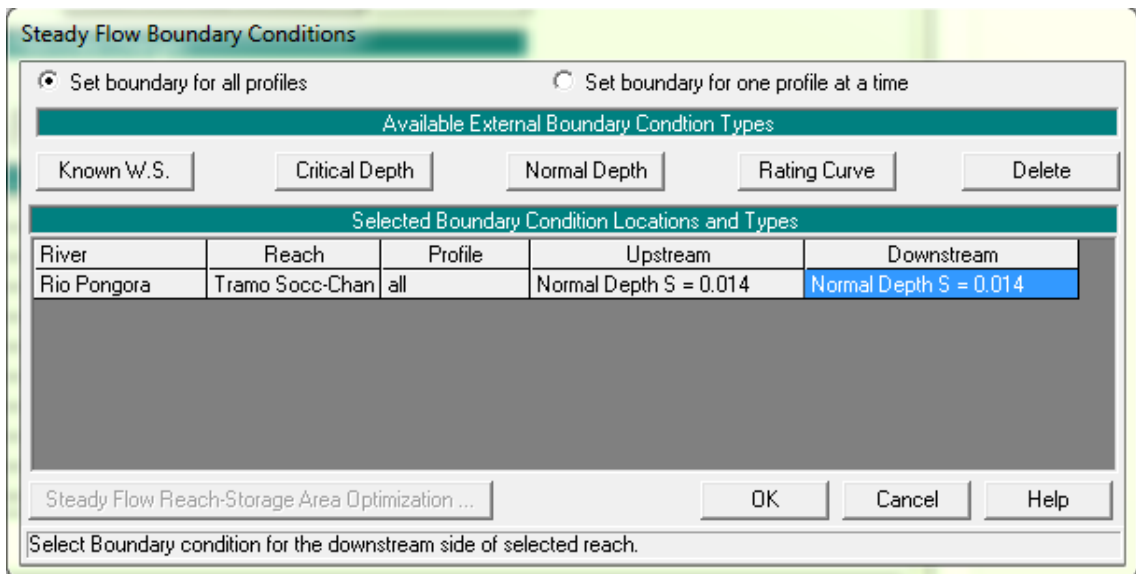 Steady Flow Boundary Conditions
Set boundary for all profiles Set boundary for one profile at a time
Available External Boundary Condtion Types
Known W.S. Critical Depth Normal Depth Rating Curve Delete
Selected Boundary Condition Locations and Types
River Reach Profile Upstream Downstream
Rio Pongora Tramo Socc-Chan all Normal Depth S = 0.014 Normal Depth S = 0.014
Steady Flow Reach-Storage Area Optimization ... OK Cancel Help
Select Boundary condition for the downstream side of selected reach.